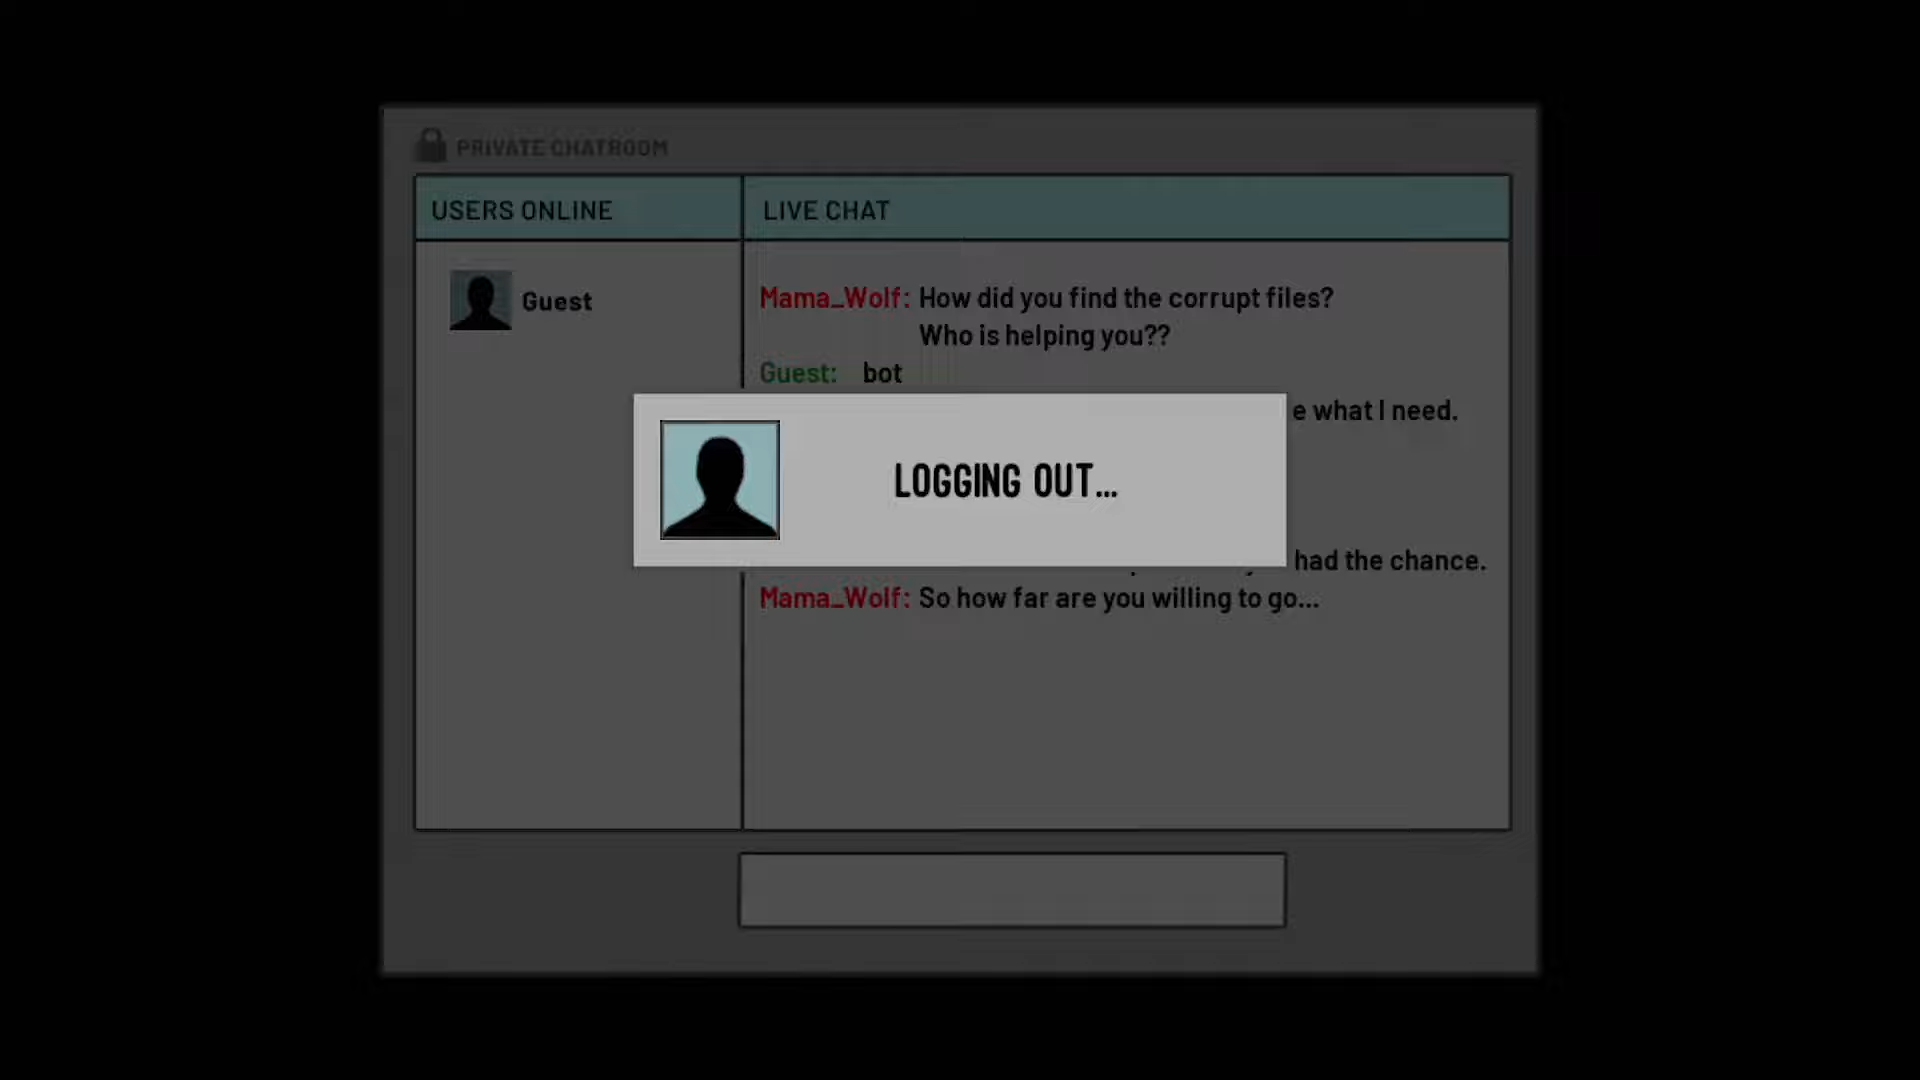 PRIVATE CHATROOM
USERS ONLINE
LIVE CHAT
Guest
Mama_Wolf: How did you find the corrupt files?
Who is helping you??
Guest: bot
e what I need.
LOGGING OUT...
had the chance.
Mama_Wolf: So how far are you willing to go...